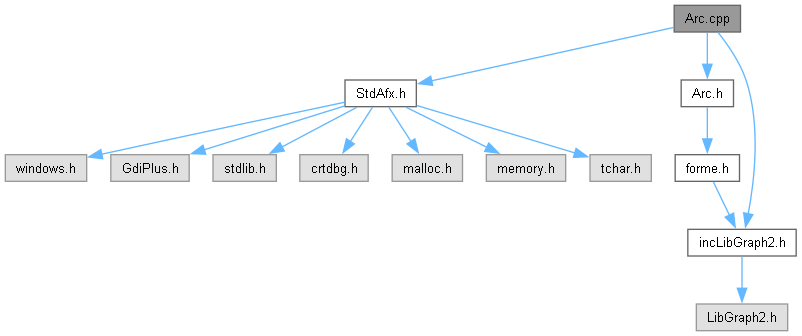 Arc.cpp
StdAfx.h
Arc.h
windows.h
GdiPlus.h
stdlib.h
crtdbg.h
malloc.h
memory.h
tchar.h
forme.h
incLibGraph2.h
LibGraph2.h